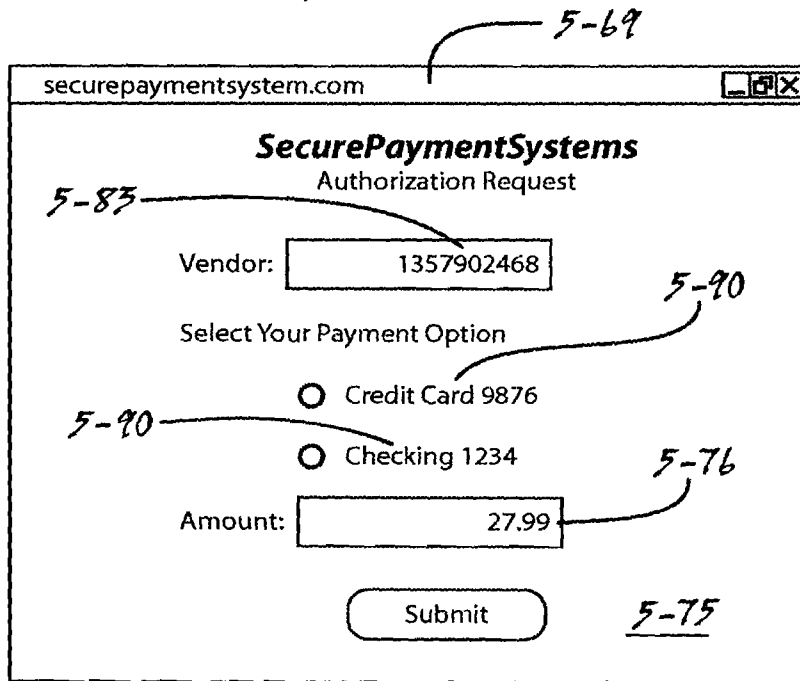 5-69
securepaymentsystem.com
SecurePaymentSystems
Authorization Request
5-83
Vendor: 1357902468
5-90
Select Your Payment Option
Credit Card 9876
5-90
Checking 1234
5-76
Amount: 27.99
Submit
5-75